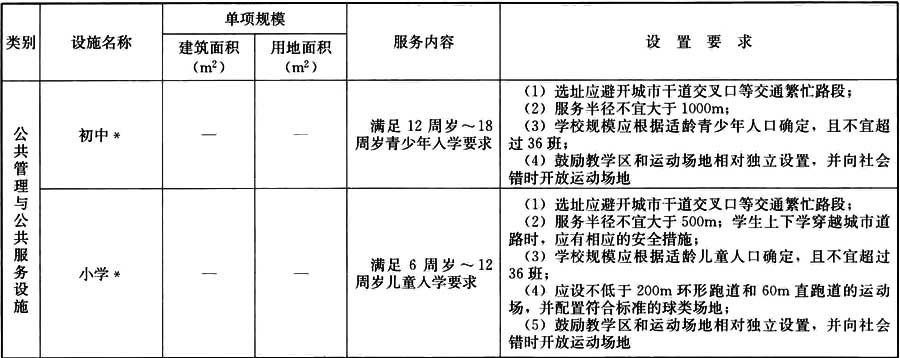 类别
设施名称
单项规模
建筑面积
(m²)
用地面积
(m²)
服务内容
设 置 要 求
公共管理与公共服务设施
初中*
—
—
满足 12 周岁～18
周岁青少年入学要求
(1) 选址应避开城市干道交叉口等交通繁忙路段；
(2) 服务半径不宜大于 1000m；
(3) 学校规模应根据适龄青少年人口确定，且不宜超
过 36 班；
(4) 鼓励教学区和运动场地相对独立设置，并向社会
错时开放运动场地
小学*
—
—
满足 6 周岁～12
周岁儿童入学要求
(1) 选址应避开城市干道交叉口等交通繁忙路段；
(2) 服务半径不宜大于 500m；学生上下学穿越城市道
路时，应有相应的安全措施；
(3) 学校规模应根据适龄儿童人口确定，且不宜超过
36 班；
(4) 应设不低于 200m 环形跑道和 60m 直跑道的运动
场，并配置符合标准的球类场地；
(5) 鼓励教学区和运动场地相对独立设置，并向社会
错时开放运动场地